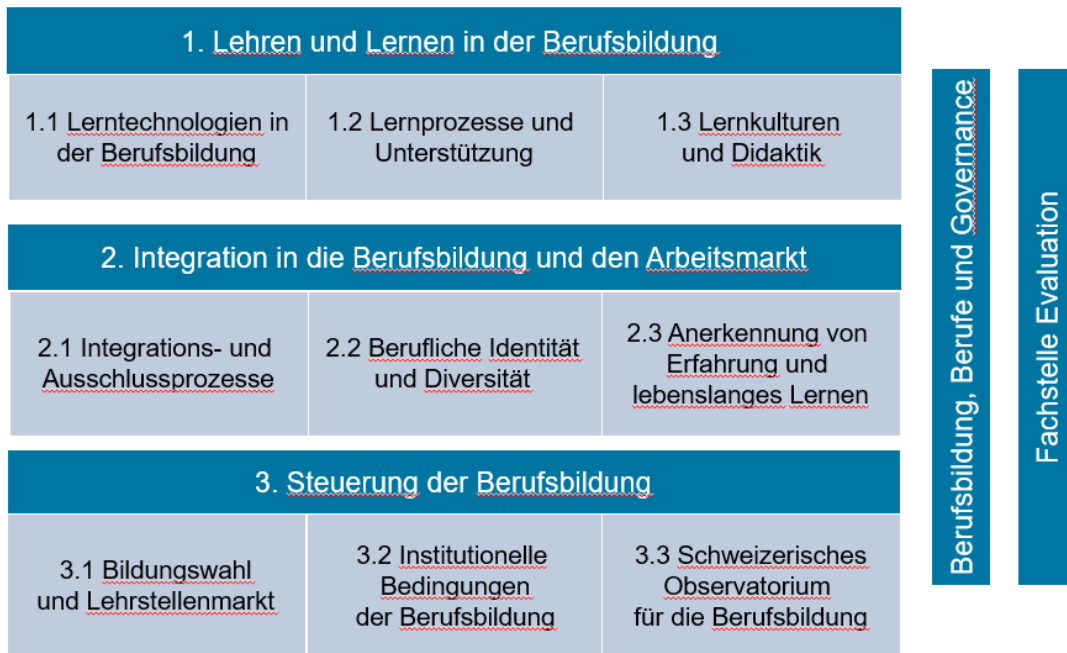 1. Lehren und Lernen in der Berufsbildung
1.1 Lerntechnologien in
der Berufsbildung
1.2 Lernprozesse und
Unterstützung
1.3 Lernkulturen
und Didaktik
2. Integration in die Berufsbildung und den Arbeitsmarkt
2.1 Integrations- und
Ausschlussprozesse
2.2 Berufliche Identität
und Diversität
2.3 Anerkennung von
Erfahrung und
lebenslanges Lernen
3. Steuerung der Berufsbildung
3.1 Bildungswahl
und Lehrstellenmarkt
3.2 Institutionelle
Bedingungen
der Berufsbildung
3.3 Schweizerisches
Observatorium
für die Berufsbildung
Berufsbildung, Berufe und Governance
Fachstelle Evaluation